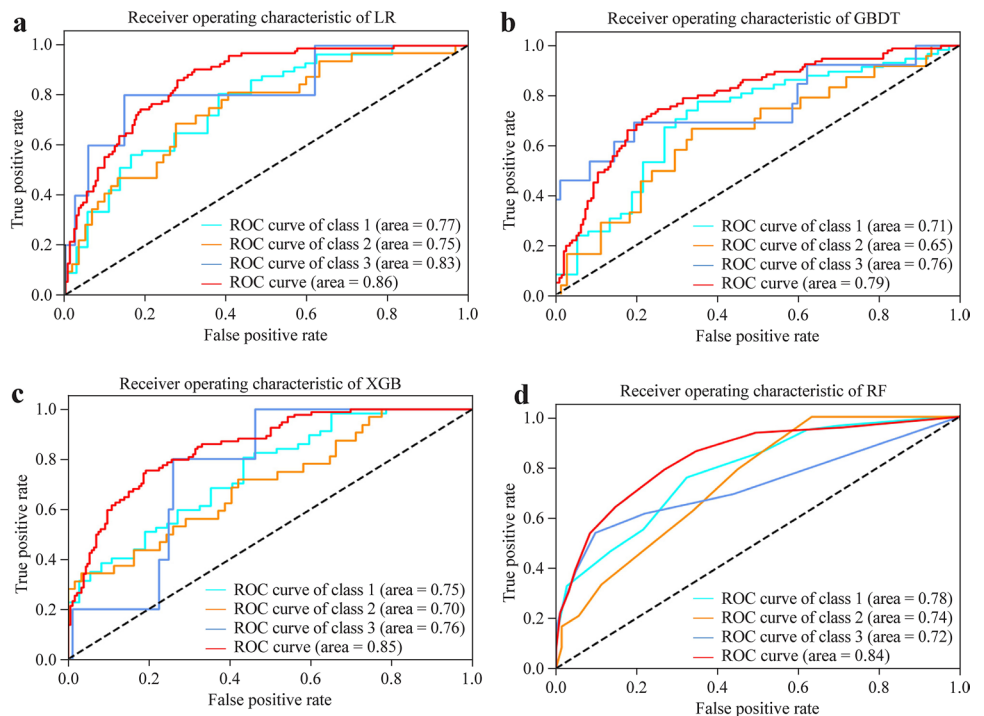 a
Receiver operating characteristic of LR
1.0
0.8
0.6
0.4
0.2
0.0
True positive rate
ROC curve of class 1 (area = 0.77)
ROC curve of class 2 (area = 0.75)
ROC curve of class 3 (area = 0.83)
ROC curve (area = 0.86)
0.0 0.2 0.4 0.6 0.8 1.0
False positive rate
b
Receiver operating characteristic of GBDT
1.0
0.8
0.6
0.4
0.2
0.0
True positive rate
ROC curve of class 1 (area = 0.71)
ROC curve of class 2 (area = 0.65)
ROC curve of class 3 (area = 0.76)
ROC curve (area = 0.79)
0.0 0.2 0.4 0.6 0.8 1.0
False positive rate
c
Receiver operating characteristic of XGB
1.0
0.8
0.6
0.4
0.2
0.0
True positive rate
ROC curve of class 1 (area = 0.75)
ROC curve of class 2 (area = 0.70)
ROC curve of class 3 (area = 0.76)
ROC curve (area = 0.85)
0.0 0.2 0.4 0.6 0.8 1.0
False positive rate
d
Receiver operating characteristic of RF
1.0
0.8
0.6
0.4
0.2
0.0
True positive rate
ROC curve of class 1 (area = 0.78)
ROC curve of class 2 (area = 0.74)
ROC curve of class 3 (area = 0.72)
ROC curve (area = 0.84)
0.0 0.2 0.4 0.6 0.8 1.0
False positive rate